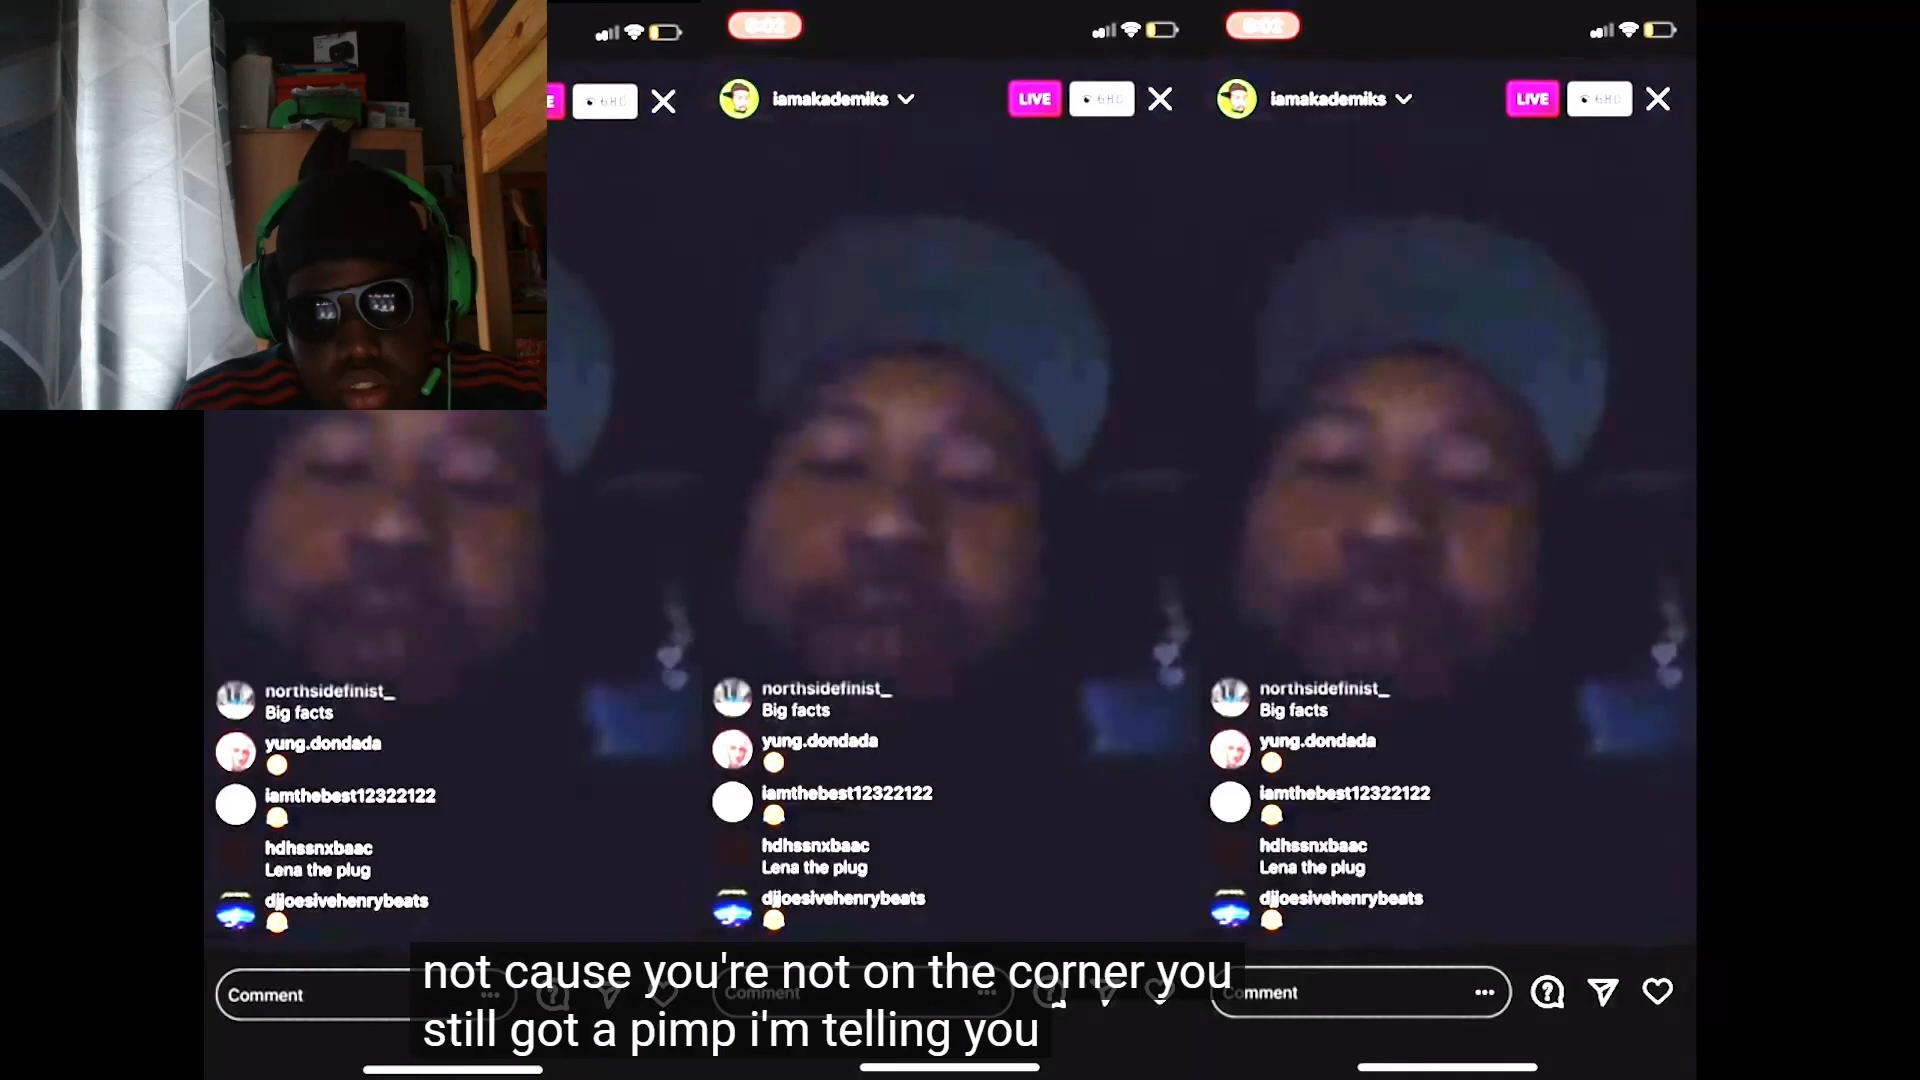 E
iamakademiks
LIVE
iamakademiks
LIVE
northsidefinist_
Big facts
yung.dondada
iamthebest12322122
hdhssnxbaac
Lena the plug
djjoesivehenrybeats
northsidefinist_
Big facts
yung.dondada
iamthebest12322122
hdhssnxbaac
Lena the plug
djjoesivehenrybeats
northsidefinist_
Big facts
yung.dondada
iamthebest12322122
hdhssnxbaac
Lena the plug
djjoesivehenrybeats
Comment
Comment
Comment
not cause you're not on the corner you
still got a pimp i'm telling you